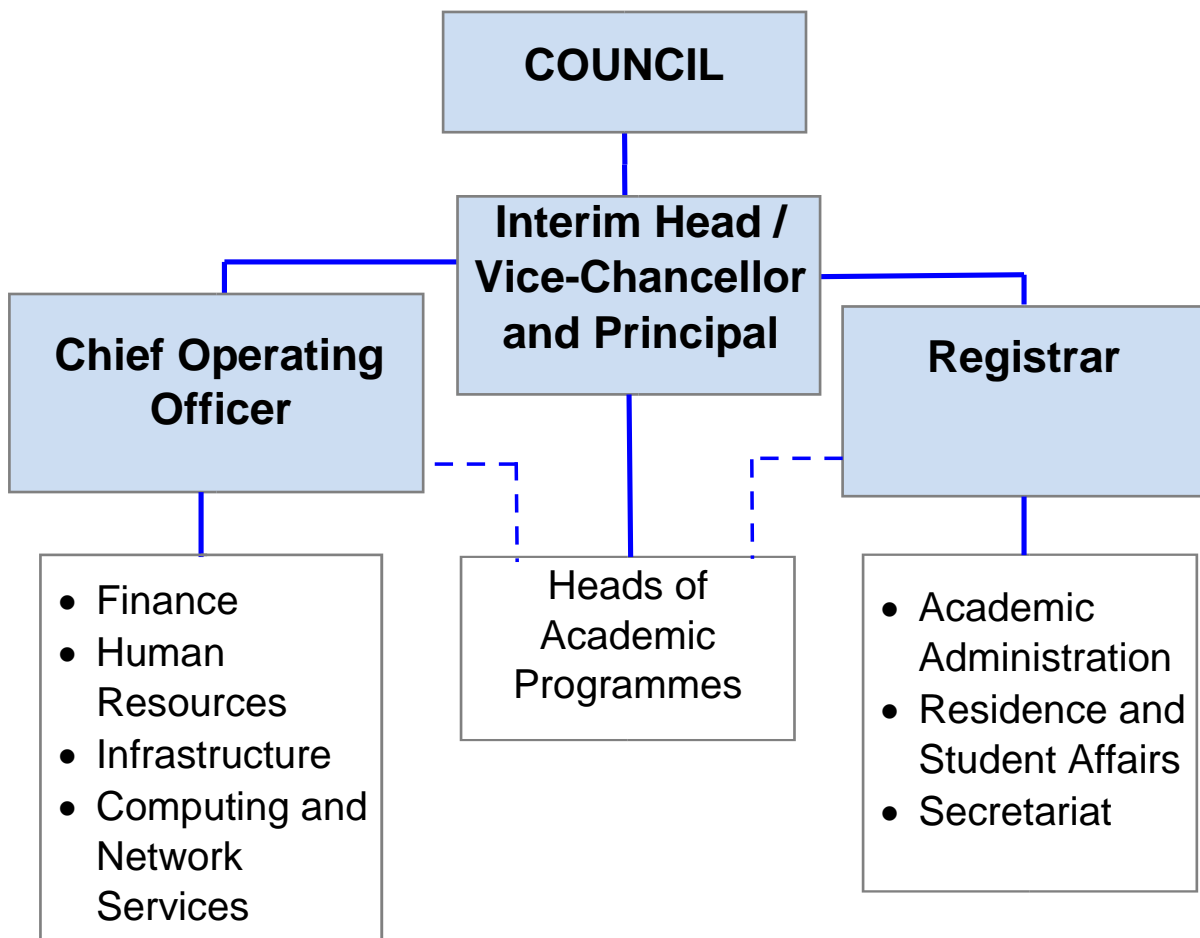 COUNCIL
Interim Head /
Vice-Chancellor
and Principal
Chief Operating
Officer
Registrar
• Finance
• Human
Resources
• Infrastructure
• Computing and
Network
Services
Heads of
Academic
Programmes
• Academic
Administration
• Residence and
Student Affairs
• Secretariat